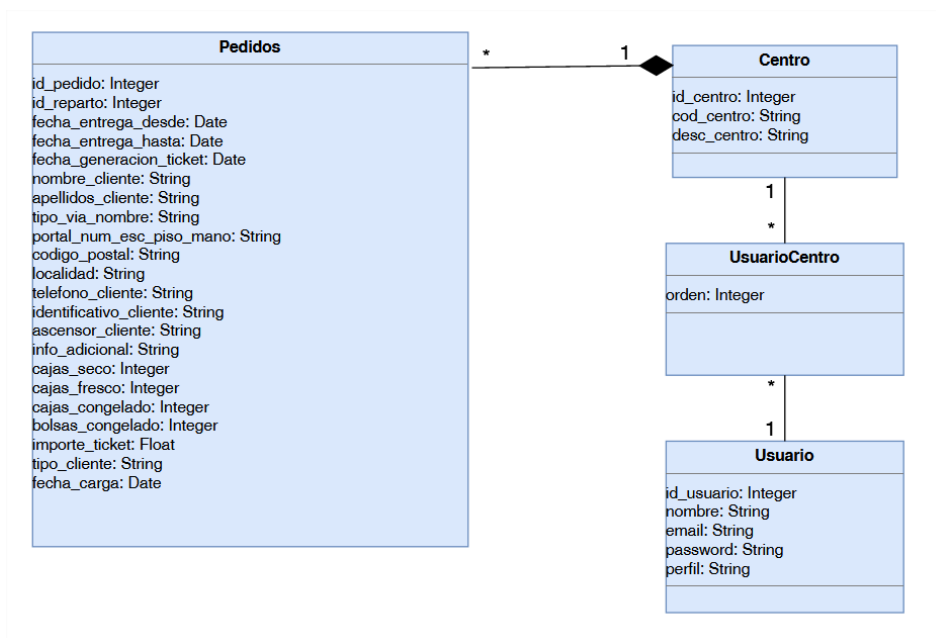 Pedidos
id_pedido: Integer
id_reparto: Integer
fecha_entrega_desde: Date
fecha_entrega_hasta: Date
fecha_generacion_ticket: Date
nombre_cliente: String
apellidos_cliente: String
tipo_via_nombre: String
portal_num_esc_piso_mano: String
codigo_postal: String
localidad: String
telefono_cliente: String
identificativo_cliente: String
ascensor_cliente: String
info_adicional: String
cajas_seco: Integer
cajas_fresco: Integer
cajas_congelado: Integer
bolsas_congelado: Integer
importe_ticket: Float
tipo_cliente: String
fecha_carga: Date
* 1
Centro
id_centro: Integer
cod_centro: String
desc_centro: String
1
*
UsuarioCentro
orden: Integer
*
1
Usuario
id_usuario: Integer
nombre: String
email: String
password: String
perfil: String